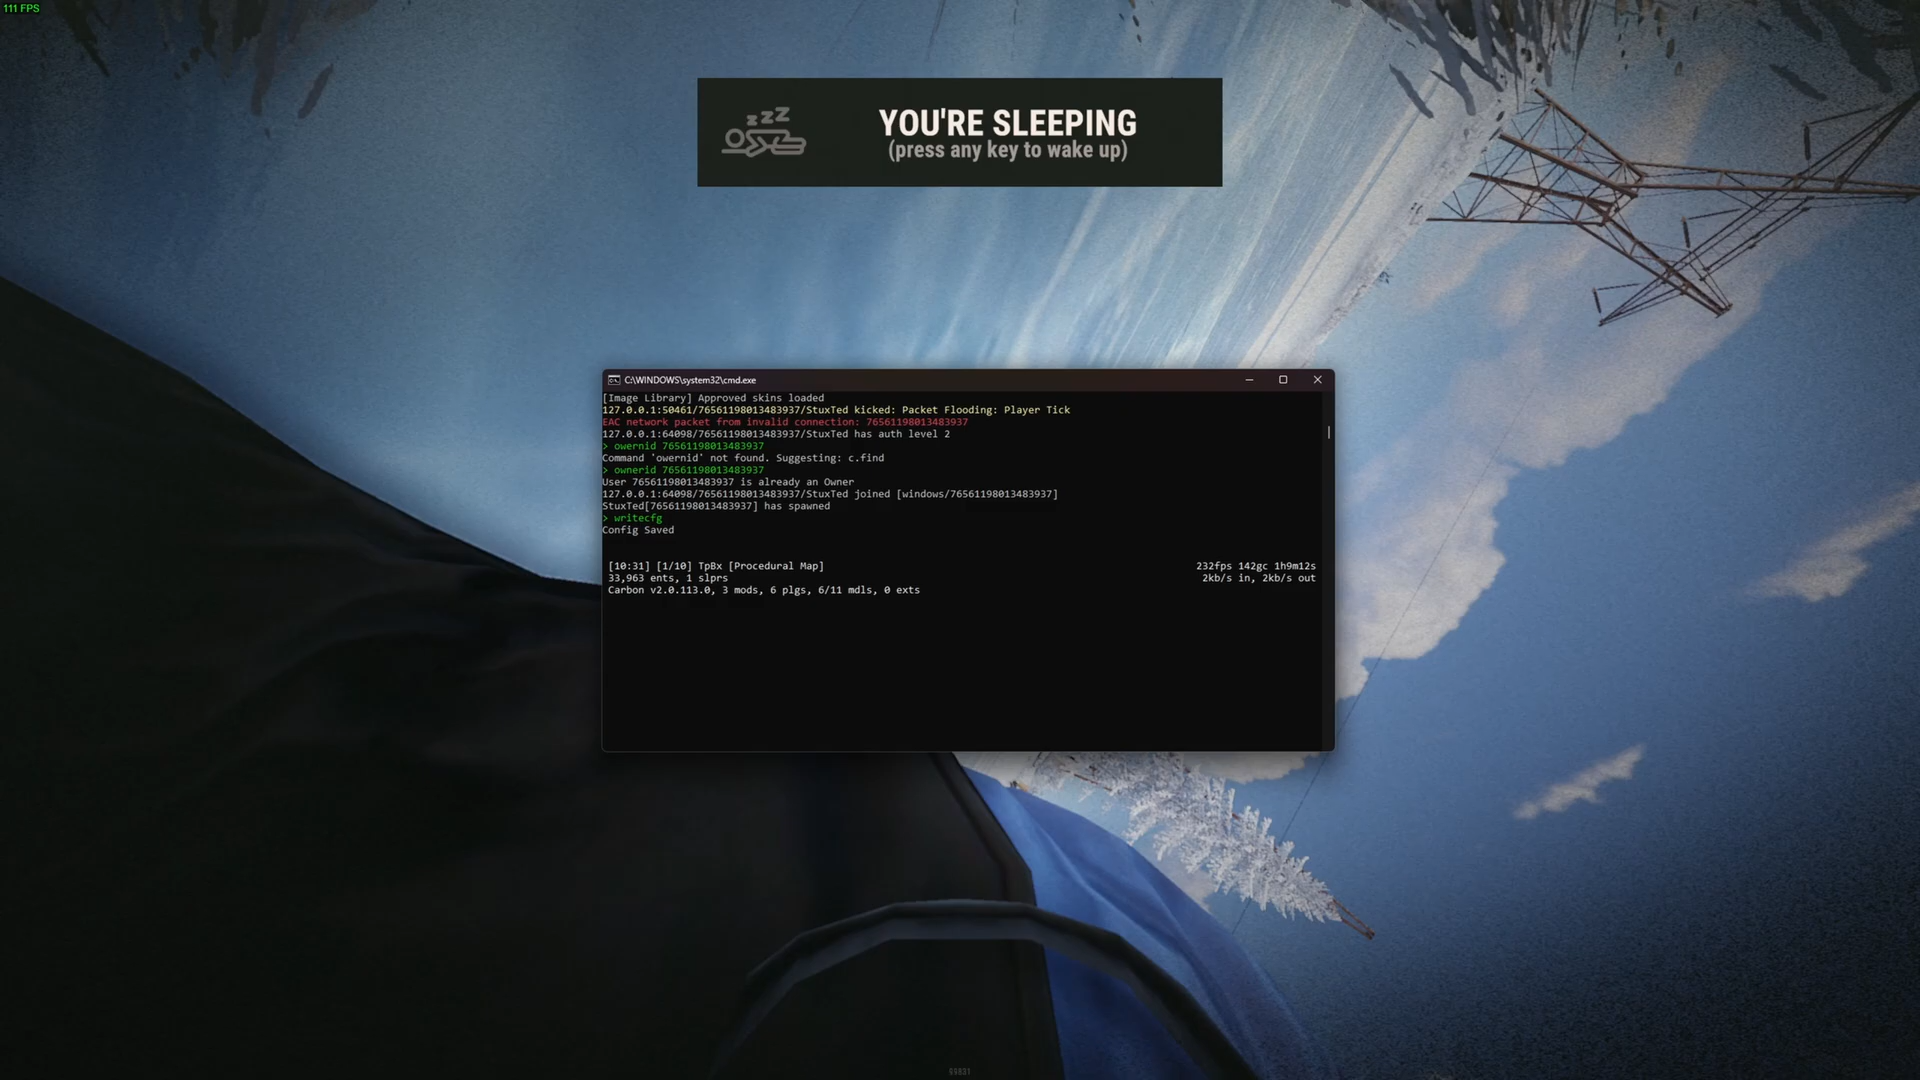 111 FPS
zzZ
YOU'RE SLEEPING
(press any key to wake up)
C:\WINDOWS\system32\cmd.exe
[Image Library] Approved skins loaded
127.0.0.1:50461/76561198013483937/StuxTed kicked: Packet Flooding: Player Tick
EAC network packet from invalid connection: 76561198013483937
127.0.0.1:64098/76561198013483937/StuxTed has auth level 2
> owernid 76561198013483937
Command 'owernid' not found. Suggesting: c.find
> ownerid 76561198013483937
User 76561198013483937 is already an Owner
127.0.0.1:64098/76561198013483937/StuxTed joined [windows/76561198013483937]
StuxTed[76561198013483937] has spawned
> writecfg
Config Saved
[10:31] [1/10] TpBx [Procedural Map] 232fps 142gc 1h9m12s
33,963 ents, 1 slprs 2kb/s in, 2kb/s out
Carbon v2.0.113.0, 3 mods, 6 plgs, 6/11 mdls, 0 exts